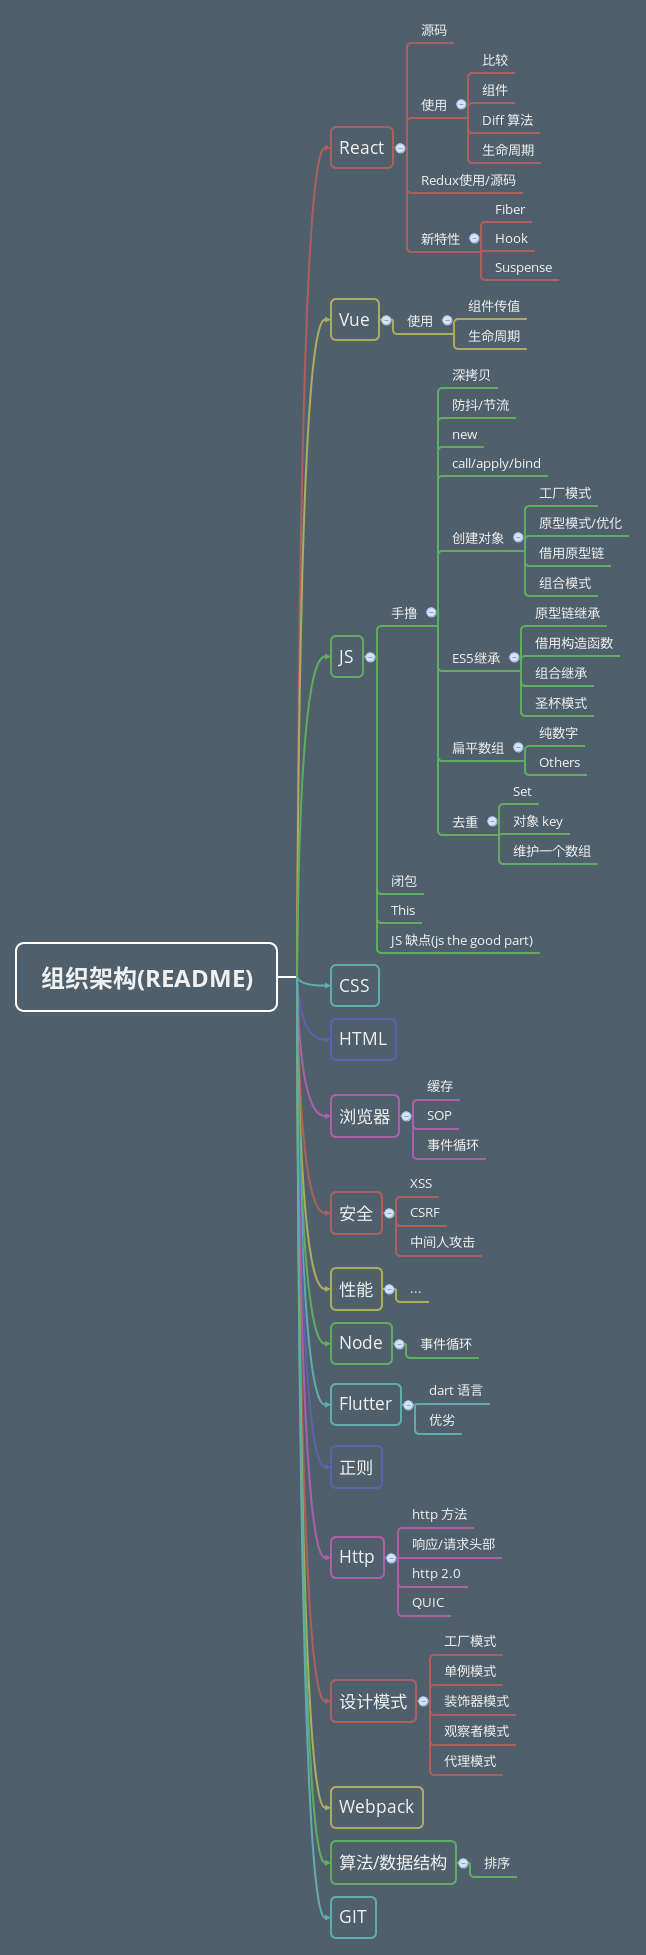 组织架构(README)
React
源码
使用
比较
组件
Diff 算法
生命周期
Redux使用/源码
新特性
Fiber
Hook
Suspense
Vue
使用
组件传值
生命周期
JS
手撸
深拷贝
防抖/节流
new
call/apply/bind
创建对象
工厂模式
原型模式/优化
借用原型链
组合模式
ES5继承
原型链继承
借用构造函数
组合继承
圣杯模式
扁平数组
纯数字
Others
去重
Set
对象 key
维护一个数组
闭包
This
JS 缺点(js the good part)
CSS
HTML
浏览器
缓存
SOP
事件循环
安全
XSS
CSRF
中间人攻击
性能
...
Node
事件循环
Flutter
dart 语言
优劣
正则
Http
http 方法
响应/请求头部
http 2.0
QUIC
设计模式
工厂模式
单例模式
装饰器模式
观察者模式
代理模式
Webpack
算法/数据结构
排序
GIT